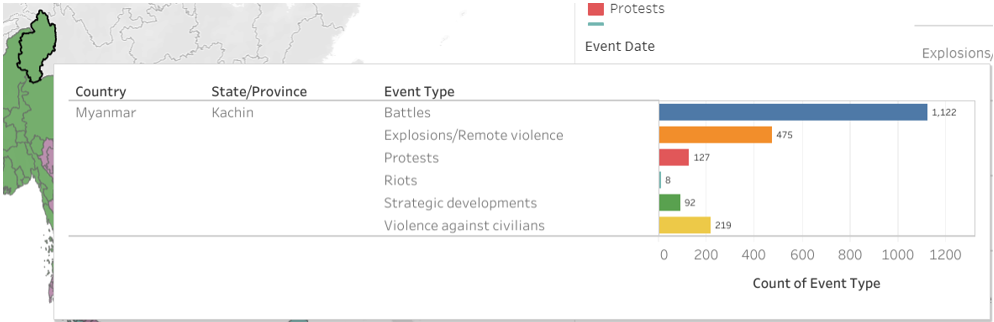 Protests
Event Date
Explosions/
Country State/Province Event Type
Myanmar Kachin Battles 1,122
Explosions/Remote violence 475
Protests 127
Riots 8
Strategic developments 92
Violence against civilians 219
0 200 400 600 800 1000 1200
Count of Event Type